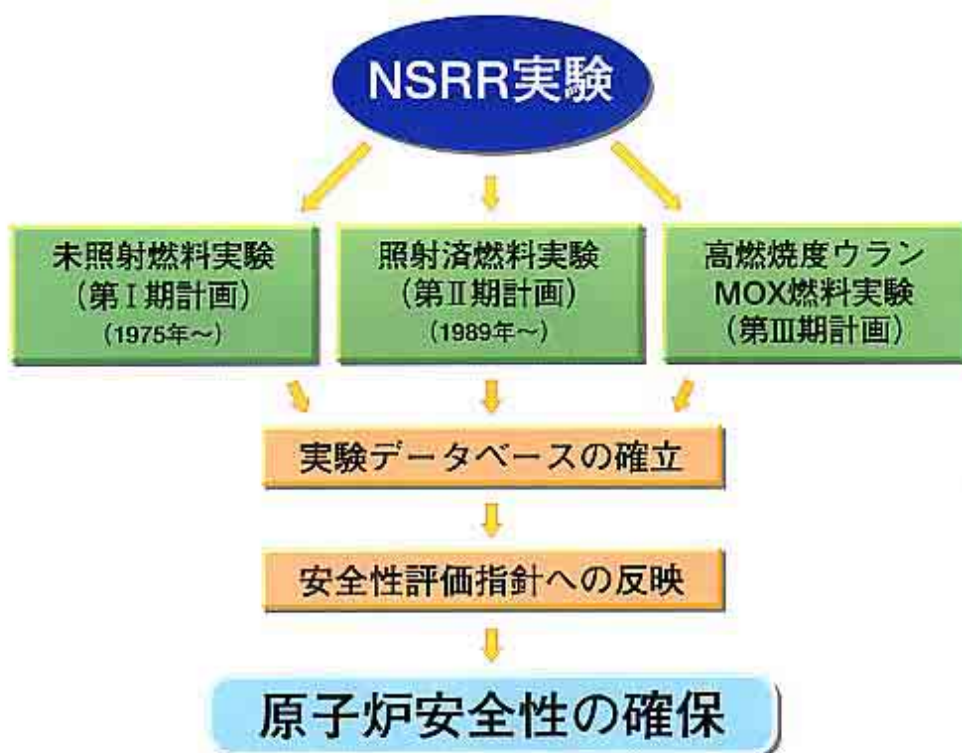 NSRR実験
未照射燃料実験
(第Ⅰ期計画)
(1975年～)
照射済燃料実験
(第Ⅱ期計画)
(1989年～)
高燃焼度ウラン
MOX燃料実験
(第Ⅲ期計画)
実験データベースの確立
安全性評価指針への反映
原子炉安全性の確保